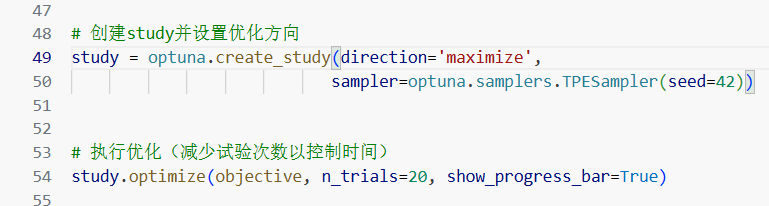 47
48 # 创建study并设置优化方向
49 study = optuna.create_study(direction='maximize',
50 sampler=optuna.samplers.TPESampler(seed=42))
51
52
53 # 执行优化（减少试验次数以控制时间）
54 study.optimize(objective, n_trials=20, show_progress_bar=True)
55